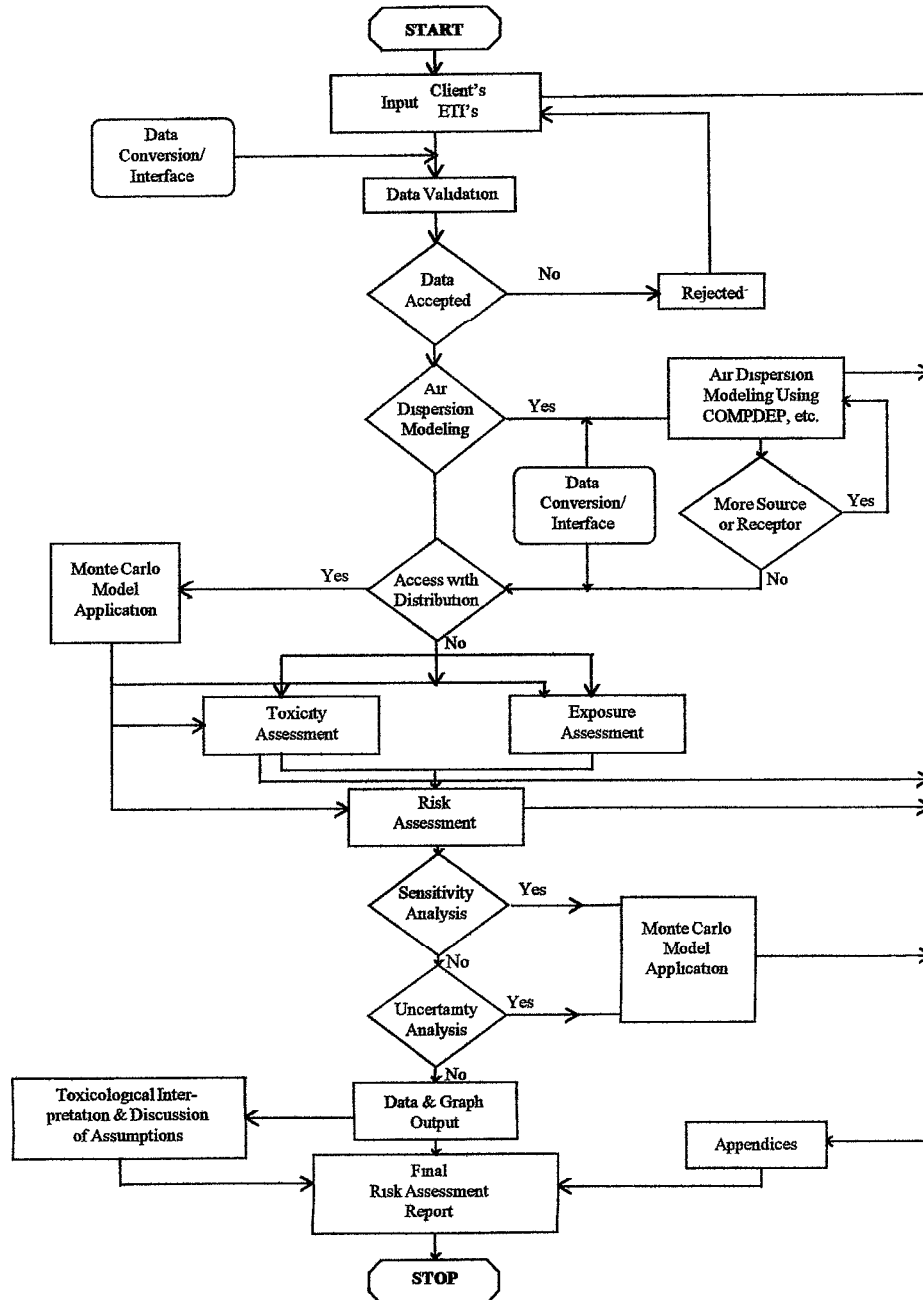 START
Input Client's
ETI's
Data
Conversion/
Interface
Data Validation
Data
Accepted
No
Rejected
Air
Dispersion
Modeling
Yes
Air Dispersion
Modeling Using
COMPDEP, etc.
Data
Conversion/
Interface
More Source
or Receptor
Yes
No
Monte Carlo
Model
Application
Yes
Access with
Distribution
No
Toxicity
Assessment
Exposure
Assessment
Risk
Assessment
Sensitivity
Analysis
Yes
No
Monte Carlo
Model
Application
Uncertainty
Analysis
Yes
No
Toxicological Inter-
pretation & Discussion
of Assumptions
Data & Graph
Output
Appendices
Final
Risk Assessment
Report
STOP